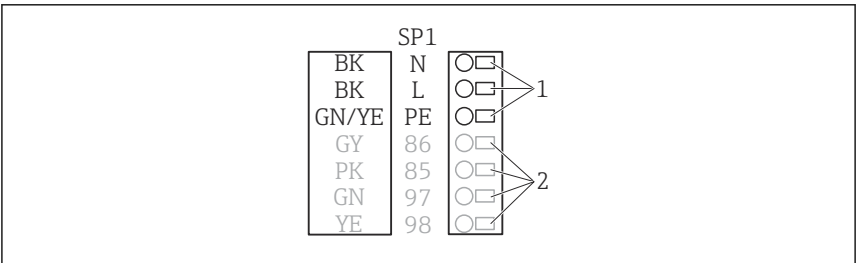 SP1
BK N
BK L 1
GN/YE PE
GY 86
PK 85 2
GN 97
YE 98